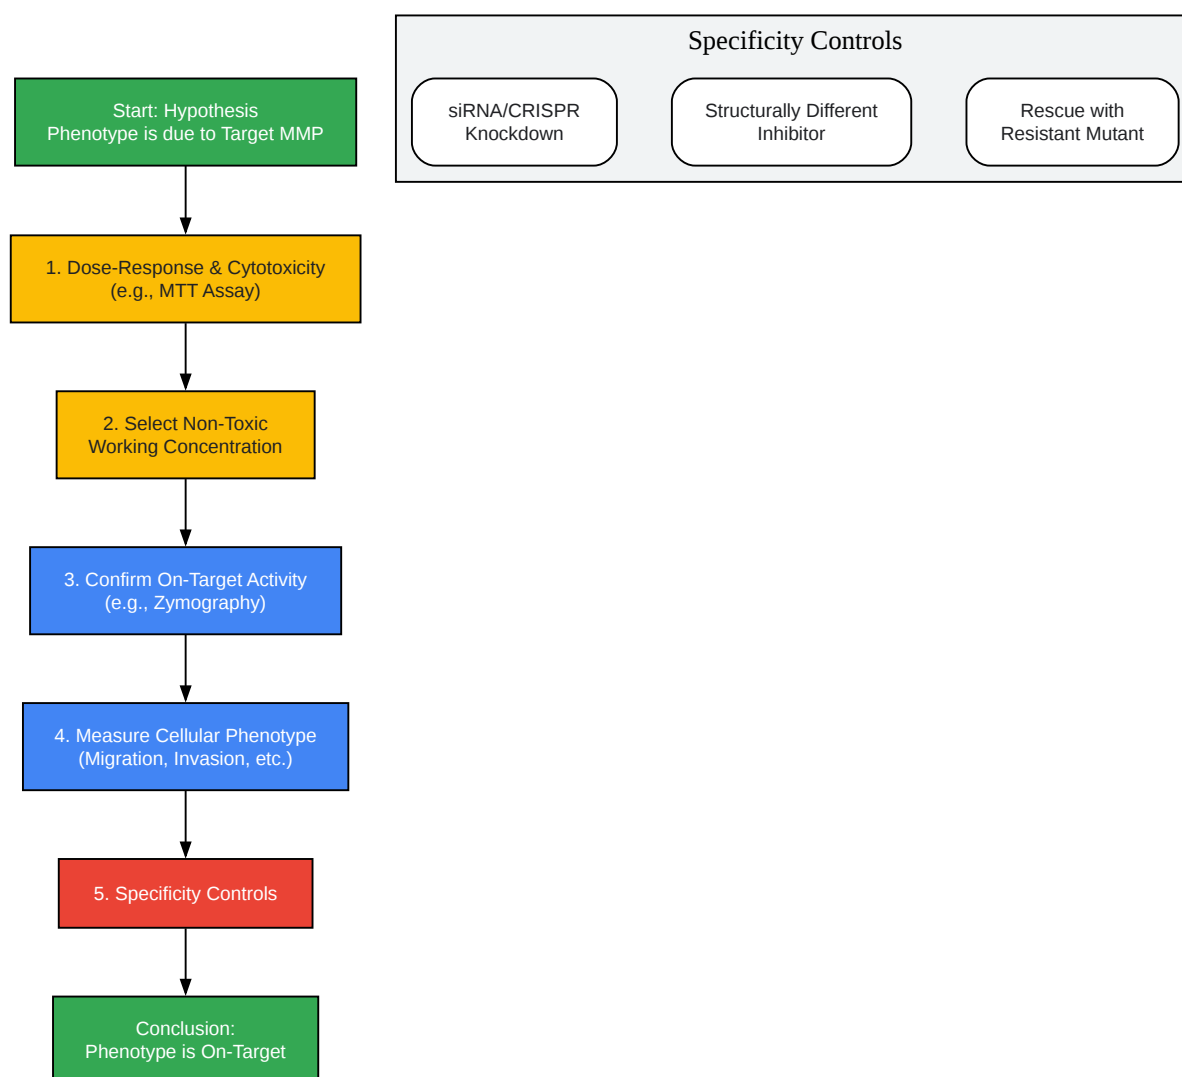 Specificity Controls
siRNA/CRISPR
Knockdown
Structurally Different
Inhibitor
Rescue with
Resistant Mutant
Start: Hypothesis
Phenotype is due to Target MMP
1. Dose-Response & Cytotoxicity
(e.g., MTT Assay)
2. Select Non-Toxic
Working Concentration
3. Confirm On-Target Activity
(e.g., Zymography)
4. Measure Cellular Phenotype
(Migration, Invasion, etc.)
5. Specificity Controls
Conclusion:
Phenotype is On-Target